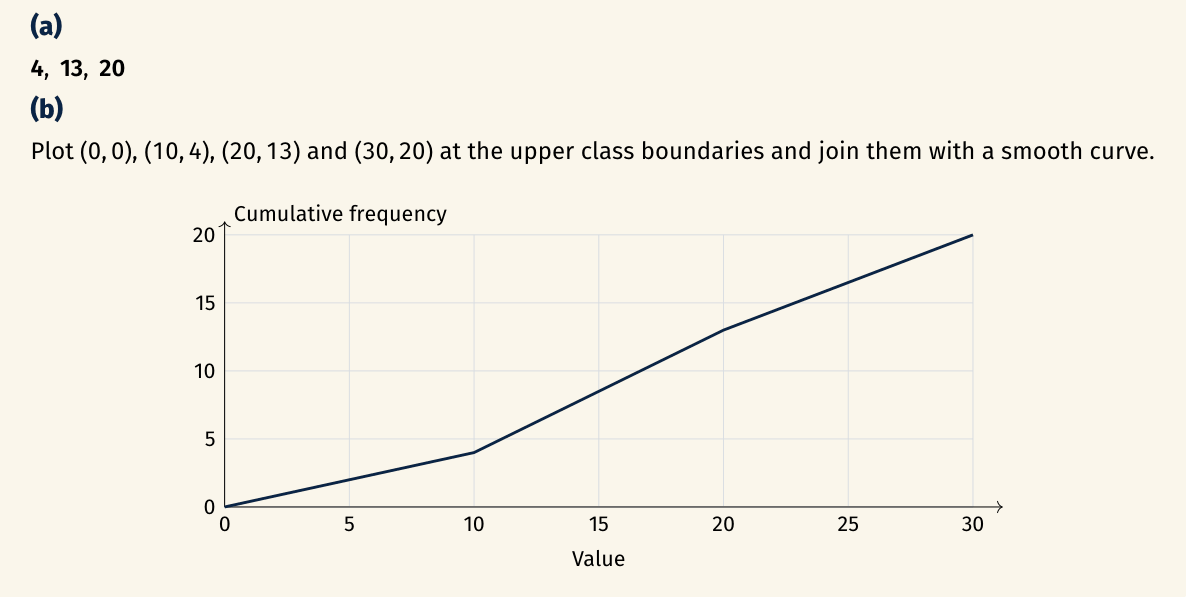 (a)
4, 13, 20
(b)
Plot (0, 0), (10, 4), (20, 13) and (30, 20) at the upper class boundaries and join them with a smooth curve.
Cumulative frequency
20
15
10
5
0
0 5 10 15 20 25 30
Value